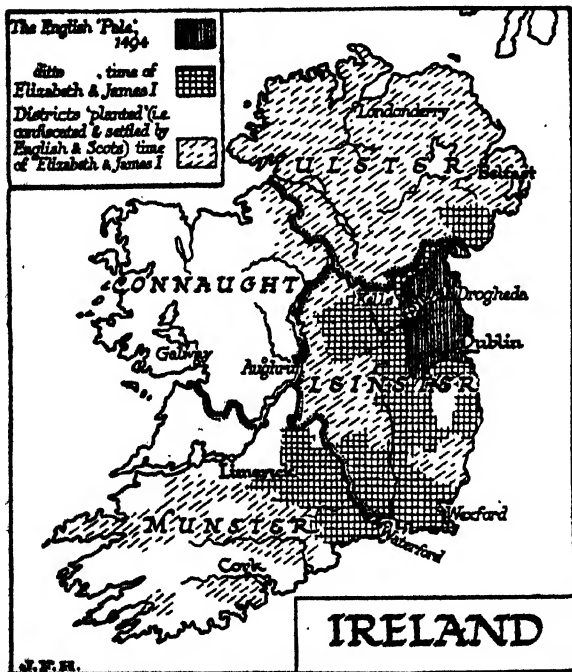 The English 'Pale',
1494
ditto, time of
Elizabeth & James I
Districts 'planted' (i.e.
confiscated & settled by
English & Scots) time
of Elizabeth & James I
Londonderry
ULSTER
Belfast
CONNAUGHT
Kells
Drogheda
Galway
Dublin
Aughrim
LEINSTER
Limerick
Wexford
MUNSTER
Waterford
Cork
IRELAND
J.F.H.